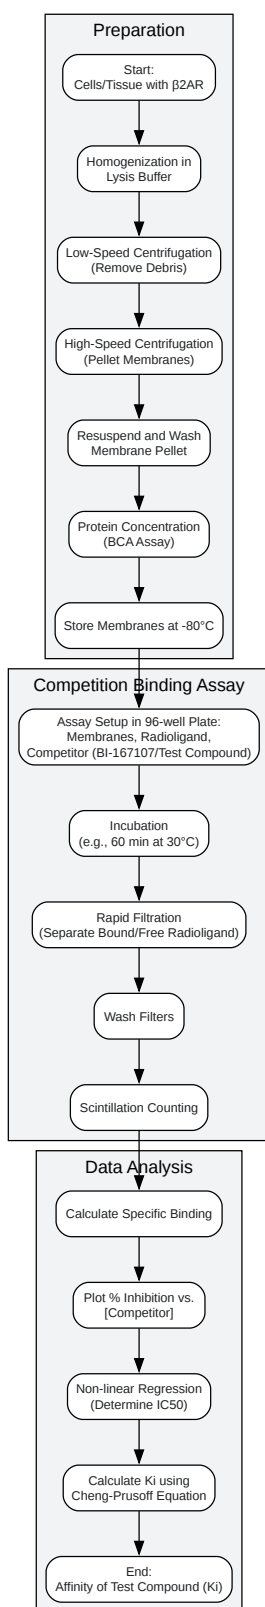 Preparation
Start:
Cells/Tissue with β2AR
Homogenization in
Lysis Buffer
Low-Speed Centrifugation
(Remove Debris)
High-Speed Centrifugation
(Pellet Membranes)
Resuspend and Wash
Membrane Pellet
Protein Concentration
(BCA Assay)
Store Membranes at -80°C
Competition Binding Assay
Assay Setup in 96-well Plate:
Membranes, Radioligand,
Competitor (BI-167107/Test Compound)
Incubation
(e.g., 60 min at 30°C)
Rapid Filtration
(Separate Bound/Free Radioligand)
Wash Filters
Scintillation Counting
Data Analysis
Calculate Specific Binding
Plot % Inhibition vs.
[Competitor]
Non-linear Regression
(Determine IC50)
Calculate Ki using
Cheng-Prusoff Equation
End:
Affinity of Test Compound (Ki)